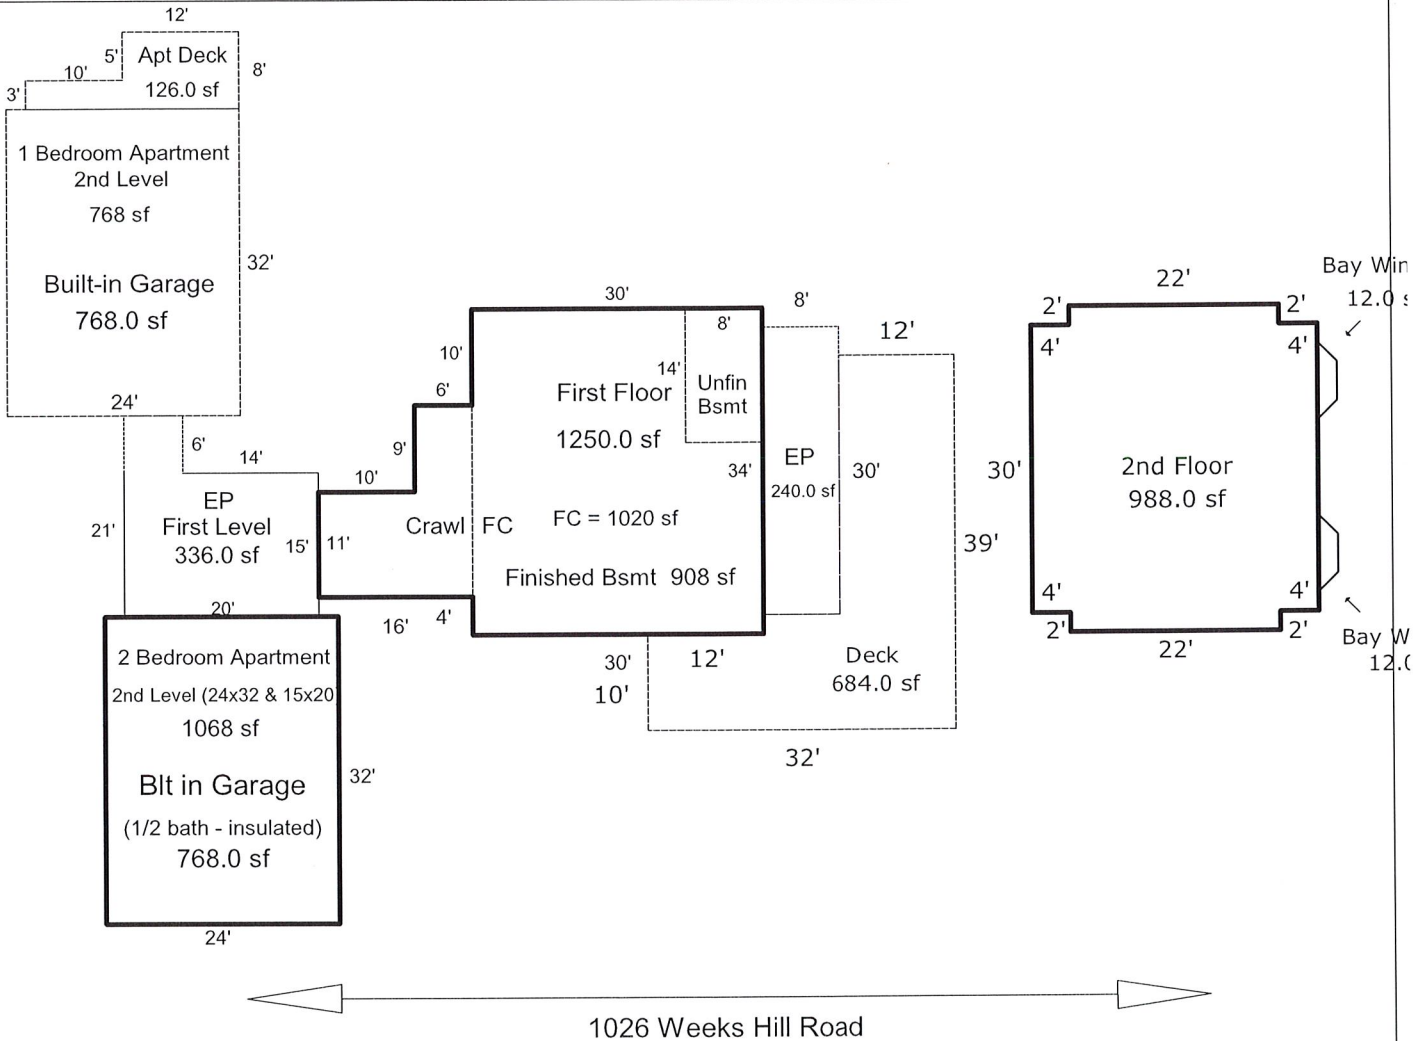 12'
5'
Apt Deck
8'
10'
126.0 sf
3'
1 Bedroom Apartment
2nd Level
768 sf
32'
Built-in Garage
768.0 sf
24'
6'
14'
EP
First Level
336.0 sf
21'
15'
20'
30'
10'
8'
14'
Unfin
Bsmt
First Floor
1250.0 sf
6'
9'
10'
34'
11'
Crawl
FC
FC = 1020 sf
Finished Bsmt 908 sf
16'
4'
30'
12'
10'
8'
EP
240.0 sf
30'
12'
39'
Deck
684.0 sf
32'
22'
2'
2'
4'
4'
30'
2nd Floor
988.0 sf
4'
4'
2'
2'
22'
Bay Win
12.0 s
Bay W
12.0
2 Bedroom Apartment
2nd Level (24x32 & 15x20
1068 sf
32'
Blt in Garage
(1/2 bath - insulated)
768.0 sf
24'
1026 Weeks Hill Road